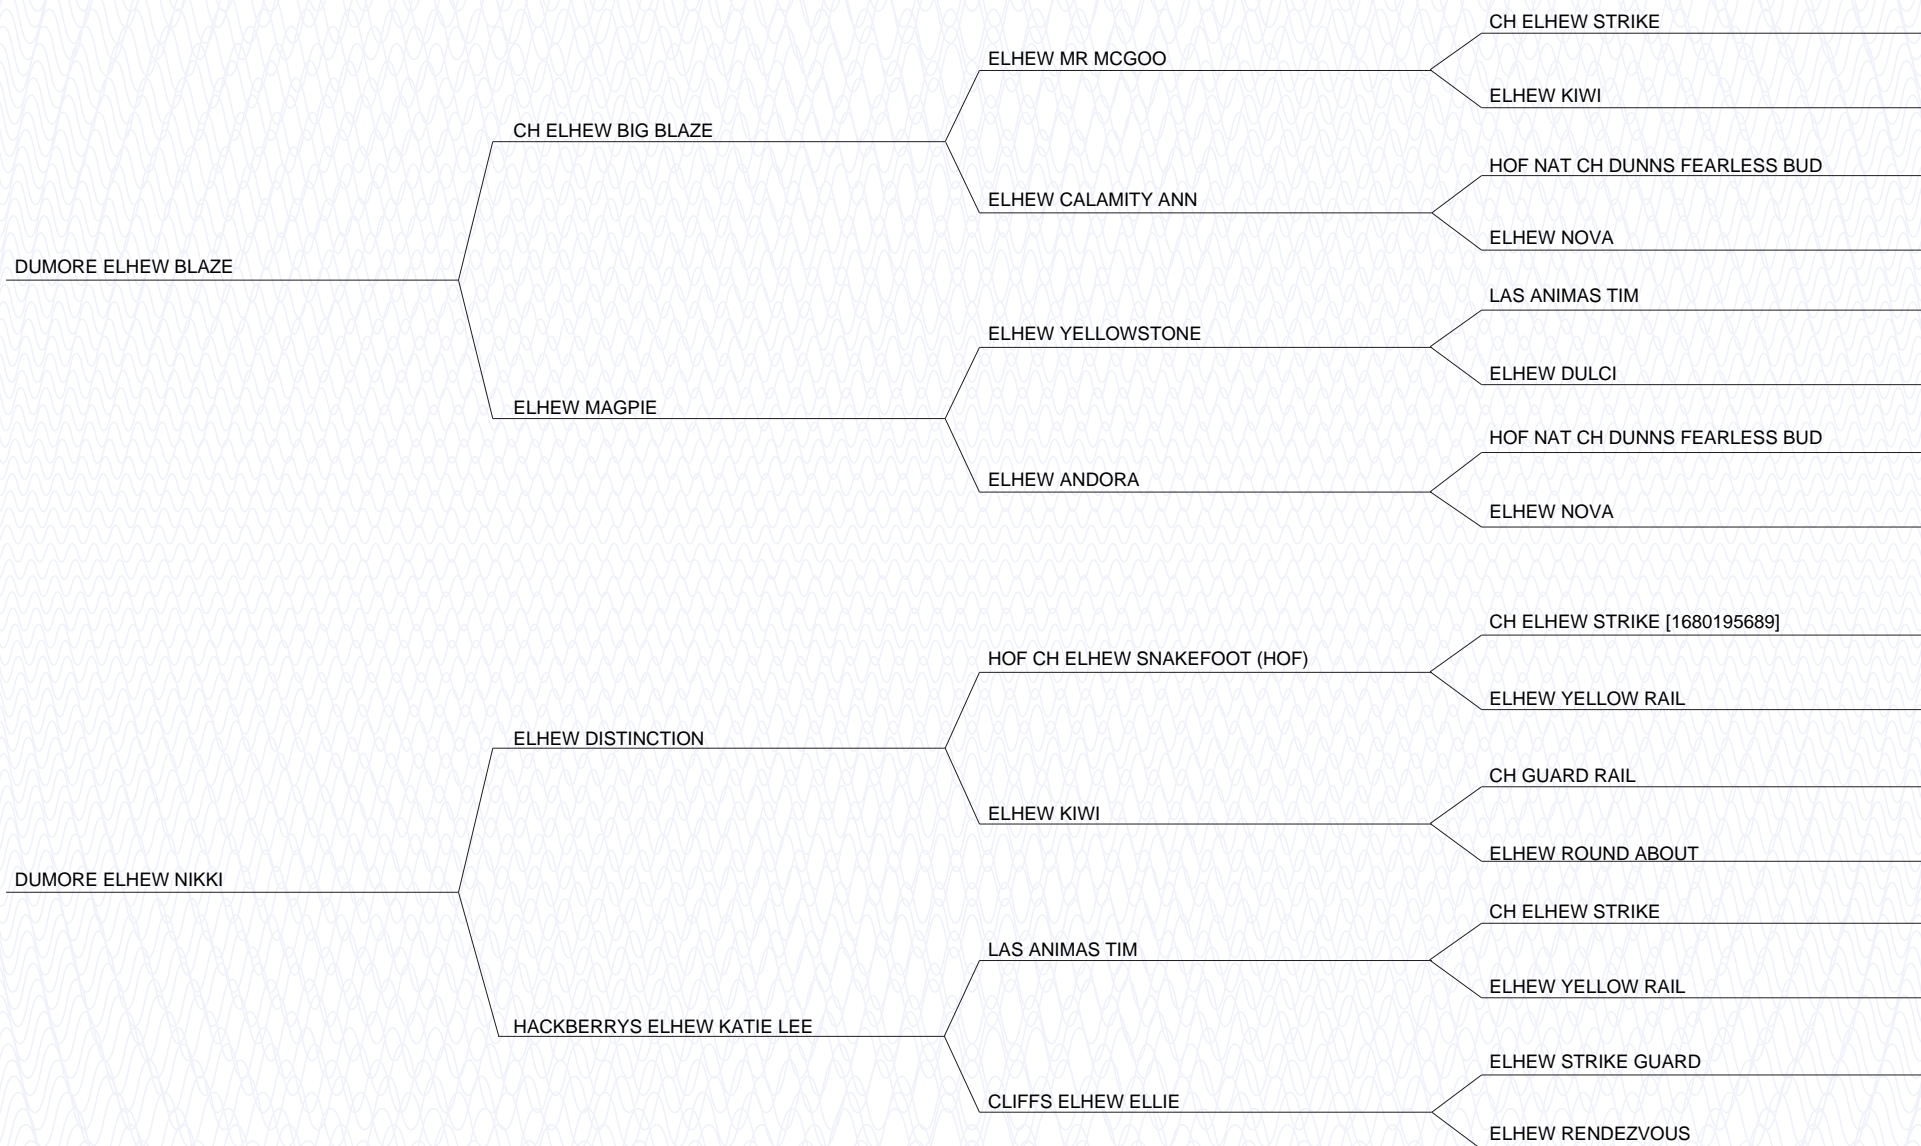 CH ELHEW STRIKE
ELHEW MR MCGOO
ELHEW KIWI
CH ELHEW BIG BLAZE
HOF NAT CH DUNNS FEARLESS BUD
ELHEW CALAMITY ANN
ELHEW NOVA
DUMORE ELHEW BLAZE
LAS ANIMAS TIM
ELHEW YELLOWSTONE
ELHEW DULCI
ELHEW MAGPIE
HOF NAT CH DUNNS FEARLESS BUD
ELHEW ANDORA
ELHEW NOVA
CH ELHEW STRIKE [1680195689]
HOF CH ELHEW SNAKEFOOT (HOF)
ELHEW YELLOW RAIL
ELHEW DISTINCTION
CH GUARD RAIL
ELHEW KIWI
ELHEW ROUND ABOUT
DUMORE ELHEW NIKKI
CH ELHEW STRIKE
LAS ANIMAS TIM
ELHEW YELLOW RAIL
HACKBERRYS ELHEW KATIE LEE
ELHEW STRIKE GUARD
CLIFFS ELHEW ELLIE
ELHEW RENDEZVOUS